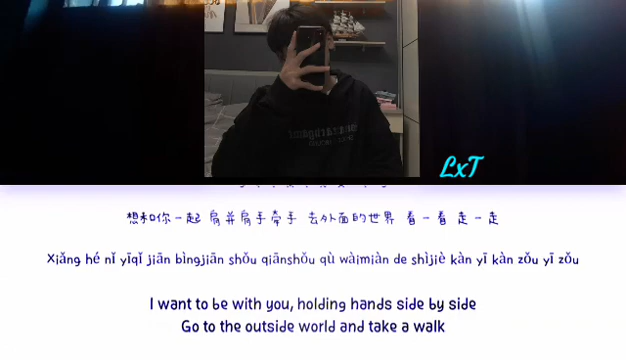 LxT
想和你一起 肩并肩手牵手 去外面的世界 看一看 走一走
Xiǎng hé nǐ yīqǐ jiān bìngjiān shǒu qiānshǒu qù wàimiàn de shìjiè kàn yī kàn zǒu yī zǒu
I want to be with you, holding hands side by side
Go to the outside world and take a walk